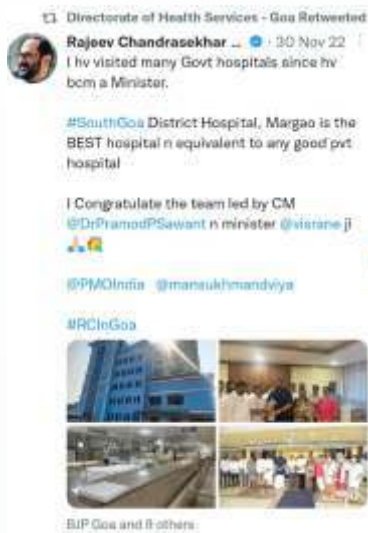 Directorate of Health Services - Goa Retweeted
Rajeev Chandrasekhar ... · 30 Nov 22
I hv visited many Govt hospitals since hv
bcm a Minister.
#SouthGoa District Hospital, Margao is the
BEST hospital n equivalent to any good pvt
hospital
I Congratulate the team led by CM
@DrPramodPSawant n minister @visrane ji
@PMOIndia @mansukhmandviya
#RCInGoa
BJP Goa and 8 others